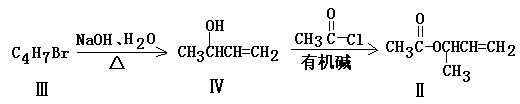 C₄H₇Br
Ⅲ
NaOH、H₂O
△
OH
CH₃CHCH=CH₂
Ⅳ
O
CH₃C-Cl
有机碱
O
CH₃C-OCHCH=CH₂
CH₃
Ⅱ